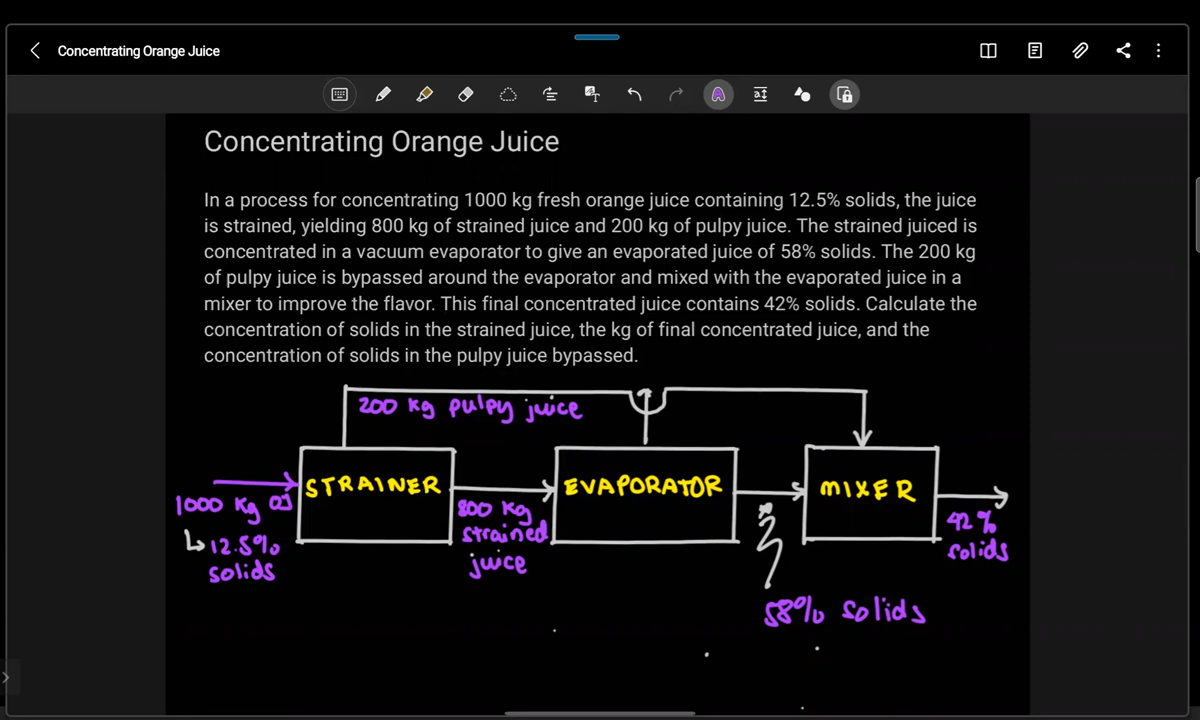 Concentrating Orange Juice
Concentrating Orange Juice
In a process for concentrating 1000 kg fresh orange juice containing 12.5% solids, the juice
is strained, yielding 800 kg of strained juice and 200 kg of pulpy juice. The strained juiced is
concentrated in a vacuum evaporator to give an evaporated juice of 58% solids. The 200 kg
of pulpy juice is bypassed around the evaporator and mixed with the evaporated juice in a
mixer to improve the flavor. This final concentrated juice contains 42% solids. Calculate the
concentration of solids in the strained juice, the kg of final concentrated juice, and the
concentration of solids in the pulpy juice bypassed.
200 kg pulpy juice
STRAINER
EVAPORATOR
MIXER
1000 kg OJ
12.5%
solids
800 kg
strained
juice
42%
solids
58% solids